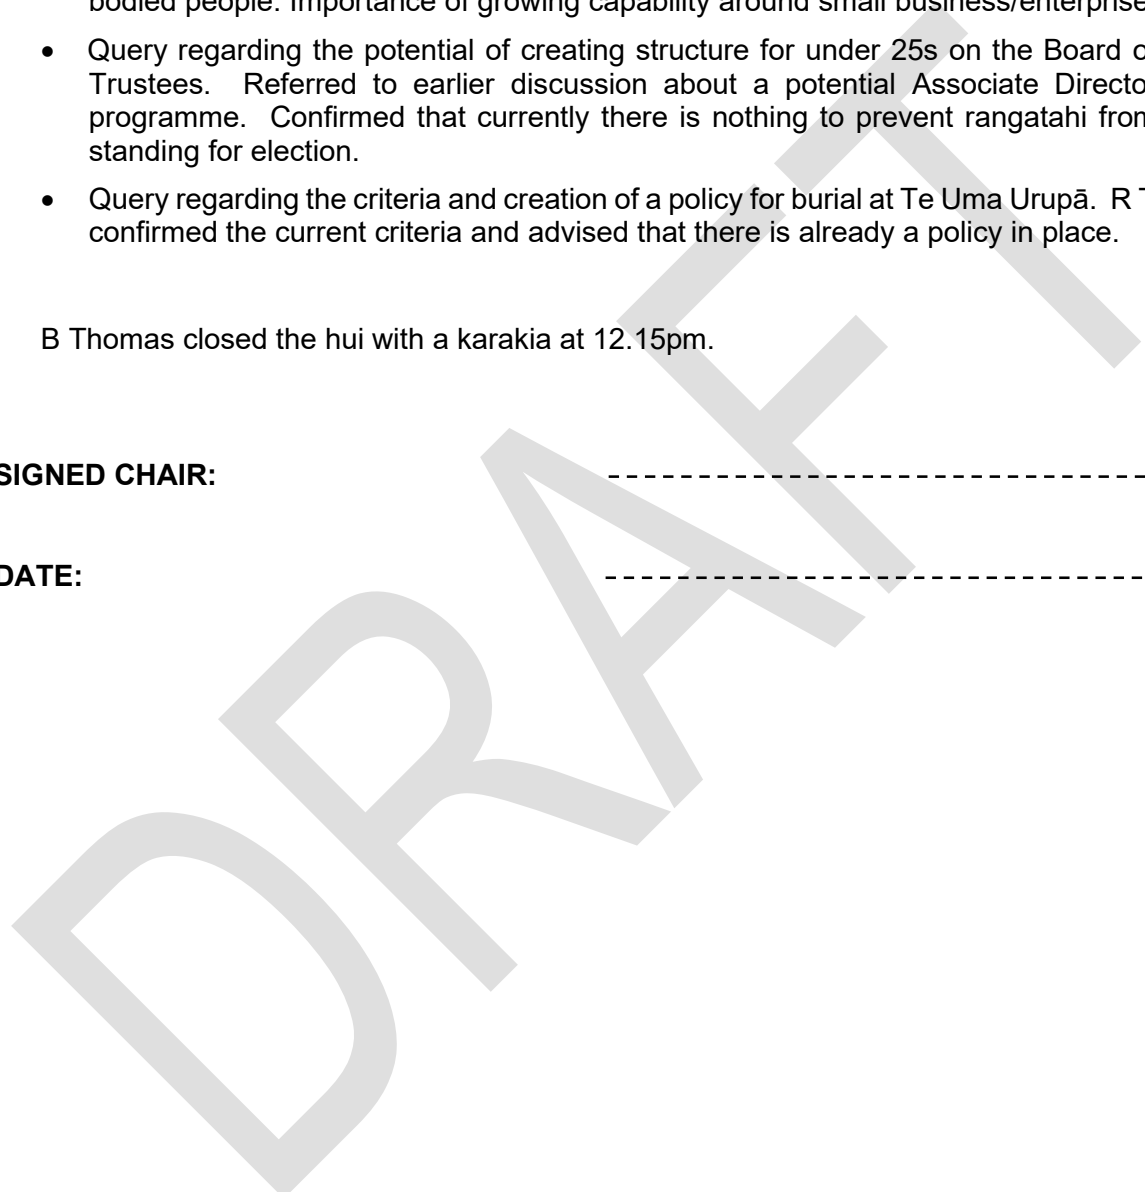 bodied people. Importance of growing capability around small business/enterprise
• Query regarding the potential of creating structure for under 25s on the Board o
Trustees. Referred to earlier discussion about a potential Associate Directo
programme. Confirmed that currently there is nothing to prevent rangatahi from
standing for election.
• Query regarding the criteria and creation of a policy for burial at Te Uma Urupā. R T
confirmed the current criteria and advised that there is already a policy in place.
B Thomas closed the hui with a karakia at 12.15pm.
SIGNED CHAIR:
DATE:
DRAFT